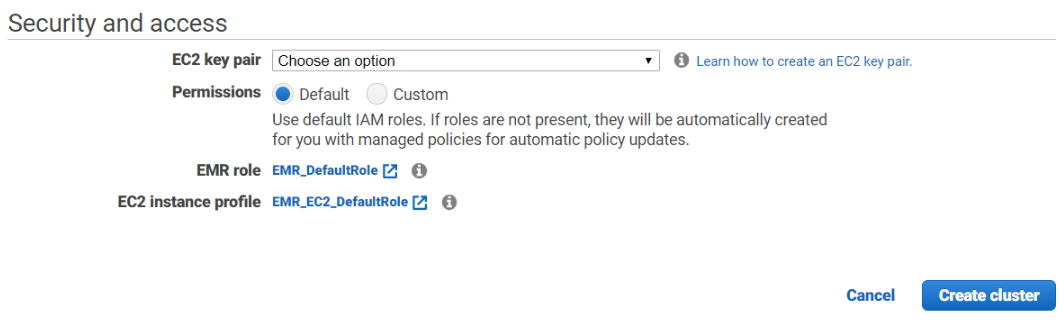 Security and access
EC2 key pair Choose an option Learn how to create an EC2 key pair.
Permissions Default Custom
Use default IAM roles. If roles are not present, they will be automatically created
for you with managed policies for automatic policy updates.
EMR role EMR_DefaultRole
EC2 instance profile EMR_EC2_DefaultRole
Cancel Create cluster